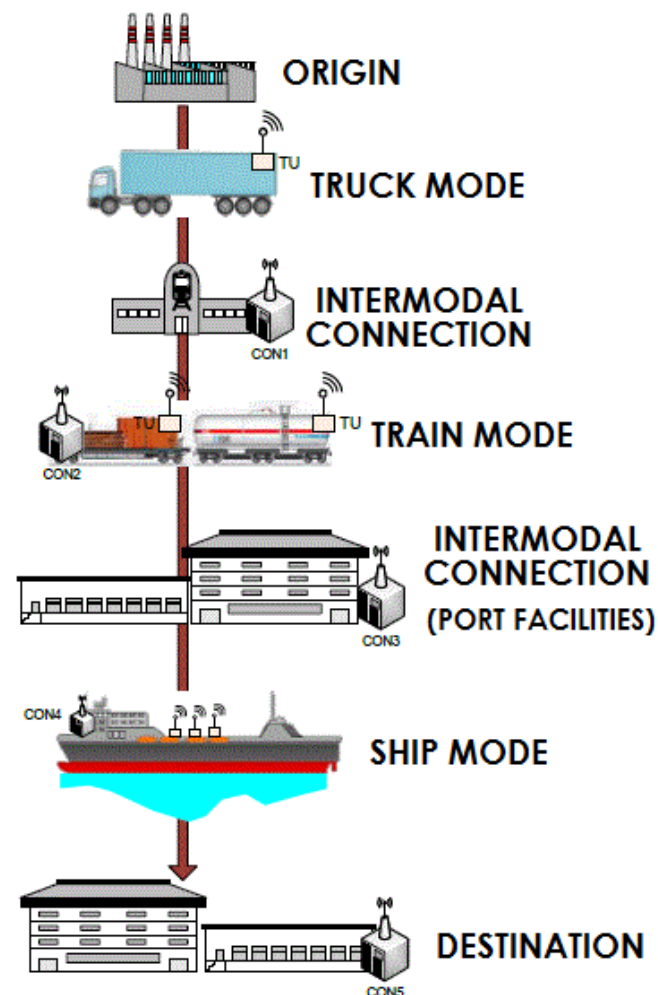 ORIGIN
TU
TRUCK MODE
INTERMODAL
CONNECTION
CON1
TU
TU
TRAIN MODE
CON2
INTERMODAL
CONNECTION
(PORT FACILITIES)
CON3
CON4
SHIP MODE
DESTINATION
CON5